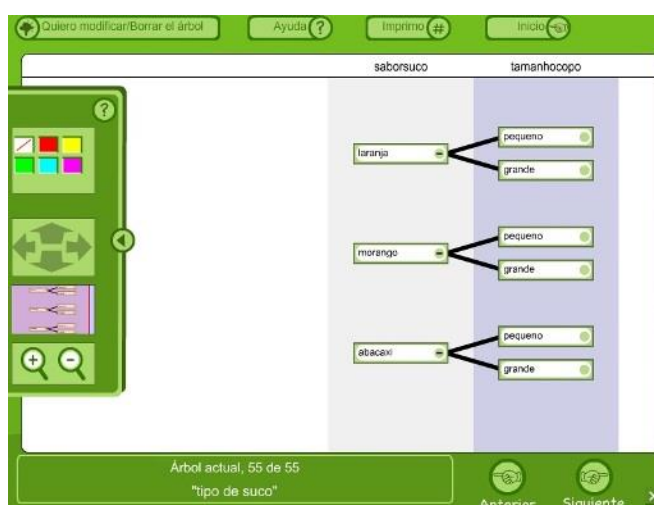 Quiero modificar/Borrar el árbol
Ayuda ?
Imprimo #
Inicio
saborsuco
tamanhocopo
?
laranja
pequeno
grande
morango
pequeno
grande
abacaxi
pequeno
grande
Árbol actual, 55 de 55
"tipo de suco"
Anterior
Siguiente